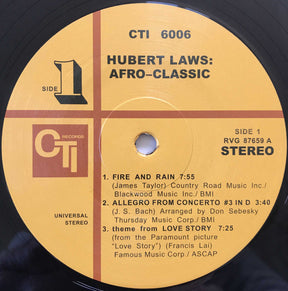 CTI 6006
HUBERT LAWS:
AFRO-CLASSIC
SIDE 1
SIDE 1
RVG 87659 A
STEREO
CTI RECORDS
UNIVERSAL
STEREO
1. FIRE AND RAIN 7:55
(James Taylor) Country Road Music Inc./
Blackwood Music Inc./ BMI
2. ALLEGRO FROM CONCERTO #3 IN D 3:40
(J. S. Bach) Arranged by Don Sebesky
Thursday Music Corp./ BMI
3. theme from LOVE STORY 7:25
(from the Paramount picture
"Love Story") (Francis Lai)
Famous Music Corp / ASCAP